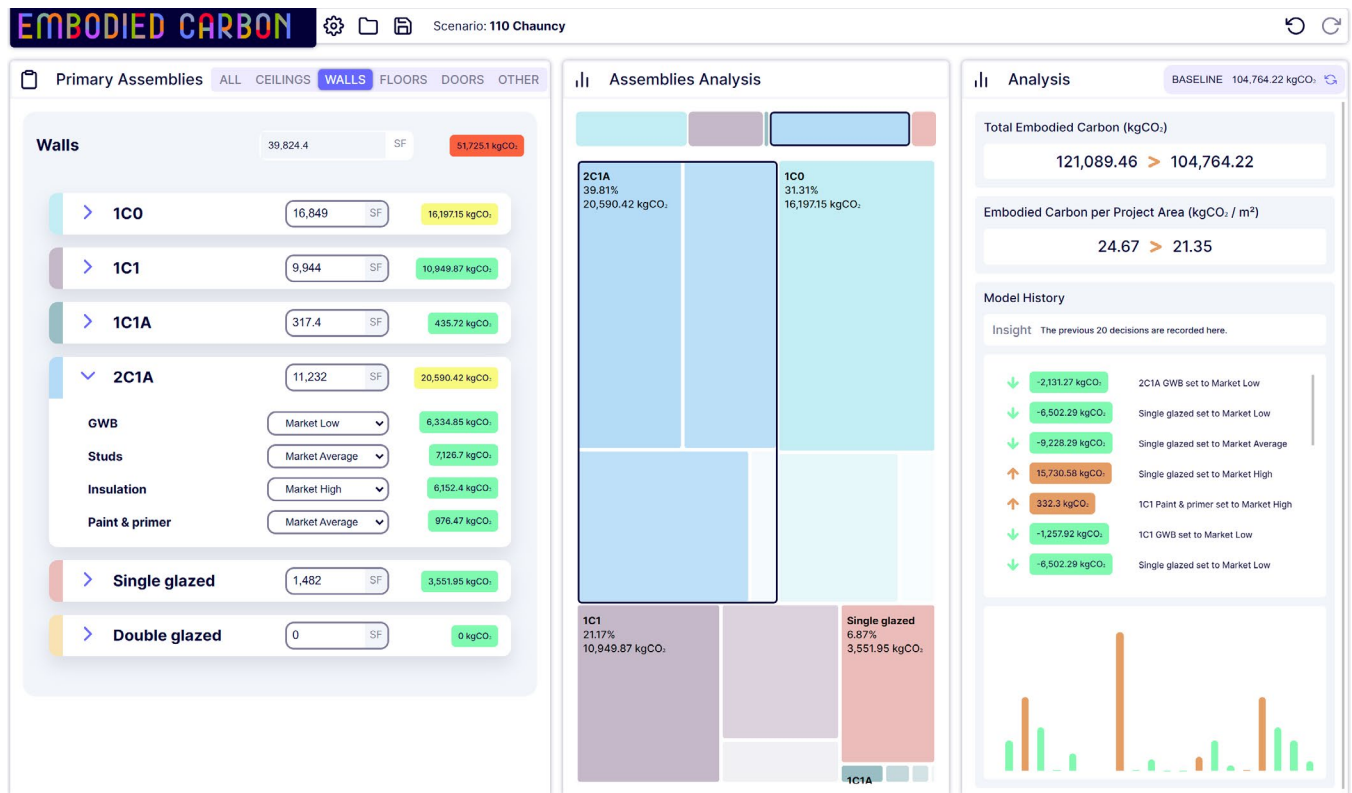 EMBODIED CARBON
Scenario: 110 Chauncy
Primary Assemblies
ALL CEILINGS WALLS FLOORS DOORS OTHER
Walls
39,824.4 SF
51,725.1 kgCO₂
1C0
16,849 SF
16,197.15 kgCO₂
1C1
9,944 SF
10,949.87 kgCO₂
1C1A
317.4 SF
435.72 kgCO₂
2C1A
11,232 SF
20,590.42 kgCO₂
GWB
Market Low
6,334.85 kgCO₂
Studs
Market Average
7,126.7 kgCO₂
Insulation
Market High
6,152.4 kgCO₂
Paint & primer
Market Average
976.47 kgCO₂
Single glazed
1,482 SF
3,551.95 kgCO₂
Double glazed
0 SF
0 kgCO₂
Assemblies Analysis
2C1A
39.81%
20,590.42 kgCO₂
1C0
31.31%
16,197.15 kgCO₂
1C1
21.17%
10,949.87 kgCO₂
Single glazed
6.87%
3,551.95 kgCO₂
1C1A
Analysis
BASELINE 104,764.22 kgCO₂
Total Embodied Carbon (kgCO₂)
121,089.46 > 104,764.22
Embodied Carbon per Project Area (kgCO₂ / m²)
24.67 > 21.35
Model History
Insight The previous 20 decisions are recorded here.
-2,131.27 kgCO₂ 2C1A GWB set to Market Low
-6,502.29 kgCO₂ Single glazed set to Market Low
-9,228.29 kgCO₂ Single glazed set to Market Average
15,730.58 kgCO₂ Single glazed set to Market High
332.3 kgCO₂ 1C1 Paint & primer set to Market High
-1,257.92 kgCO₂ 1C1 GWB set to Market Low
-6,502.29 kgCO₂ Single glazed set to Market Low